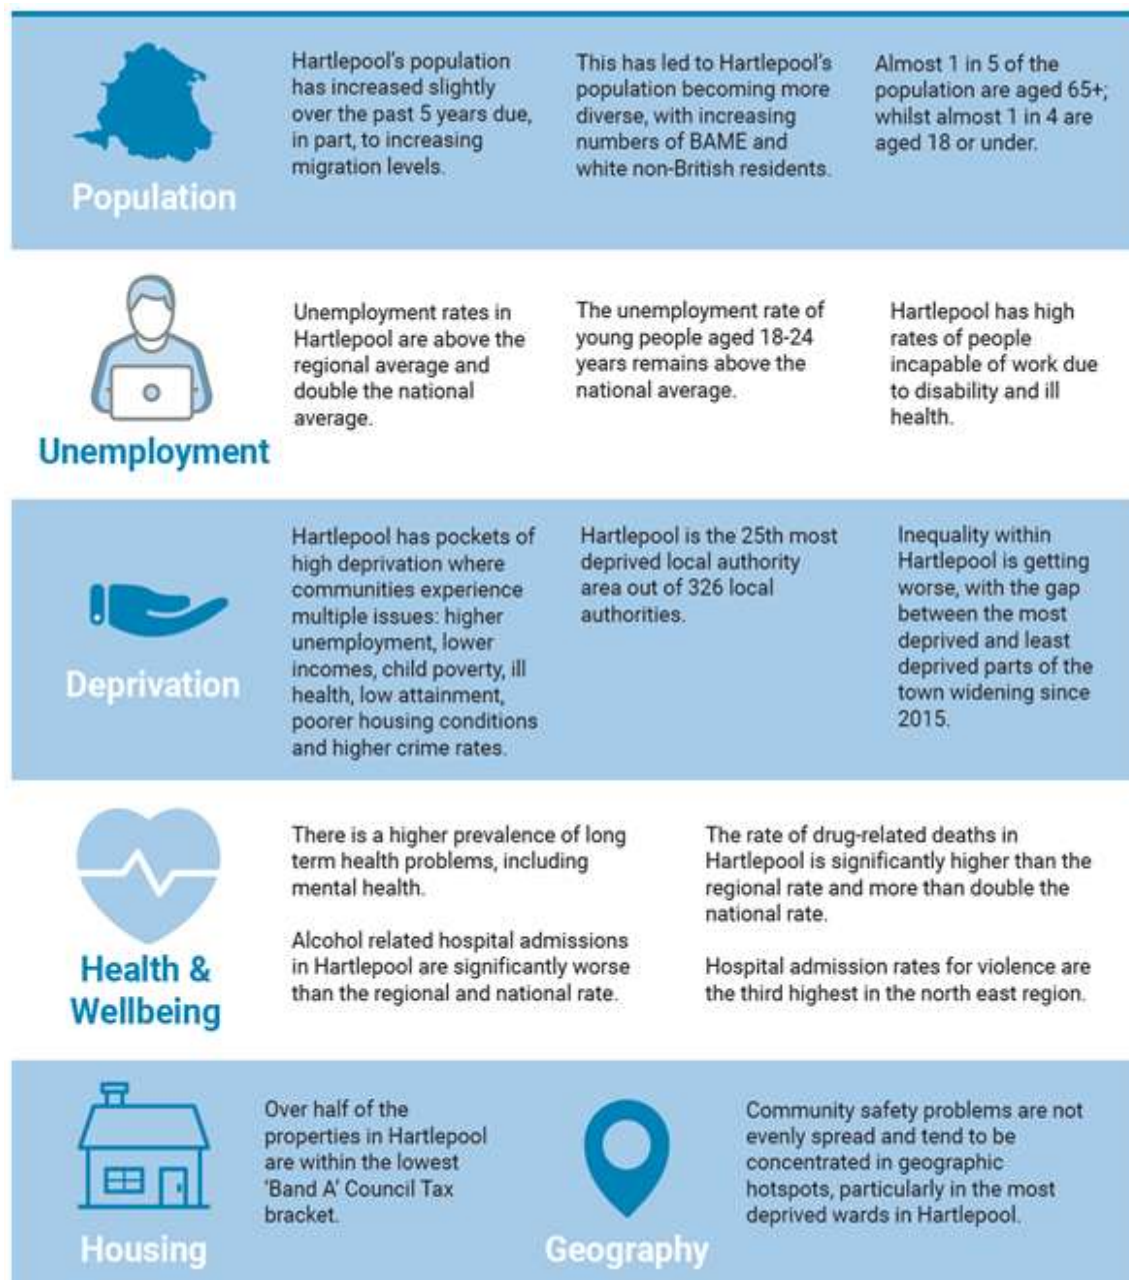 Population
Hartlepool's population
has increased slightly
over the past 5 years due,
in part, to increasing
migration levels.
This has led to Hartlepool's
population becoming more
diverse, with increasing
numbers of BAME and
white non-British residents.
Almost 1 in 5 of the
population are aged 65+;
whilst almost 1 in 4 are
aged 18 or under.
Unemployment
Unemployment rates in
Hartlepool are above the
regional average and
double the national
average.
The unemployment rate of
young people aged 18-24
years remains above the
national average.
Hartlepool has high
rates of people
incapable of work due
to disability and ill
health.
Deprivation
Hartlepool has pockets of
high deprivation where
communities experience
multiple issues: higher
unemployment, lower
incomes, child poverty, ill
health, low attainment,
poorer housing conditions
and higher crime rates.
Hartlepool is the 25th most
deprived local authority
area out of 326 local
authorities.
Inequality within
Hartlepool is getting
worse, with the gap
between the most
deprived and least
deprived parts of the
town widening since
2015.
Health &
Wellbeing
There is a higher prevalence of long
term health problems, including
mental health.
Alcohol related hospital admissions
in Hartlepool are significantly worse
than the regional and national rate.
The rate of drug-related deaths in
Hartlepool is significantly higher than the
regional rate and more than double the
national rate.
Hospital admission rates for violence are
the third highest in the north east region.
Housing
Over half of the
properties in Hartlepool
are within the lowest
'Band A' Council Tax
bracket.
Geography
Community safety problems are not
evenly spread and tend to be
concentrated in geographic
hotspots, particularly in the most
deprived wards in Hartlepool.